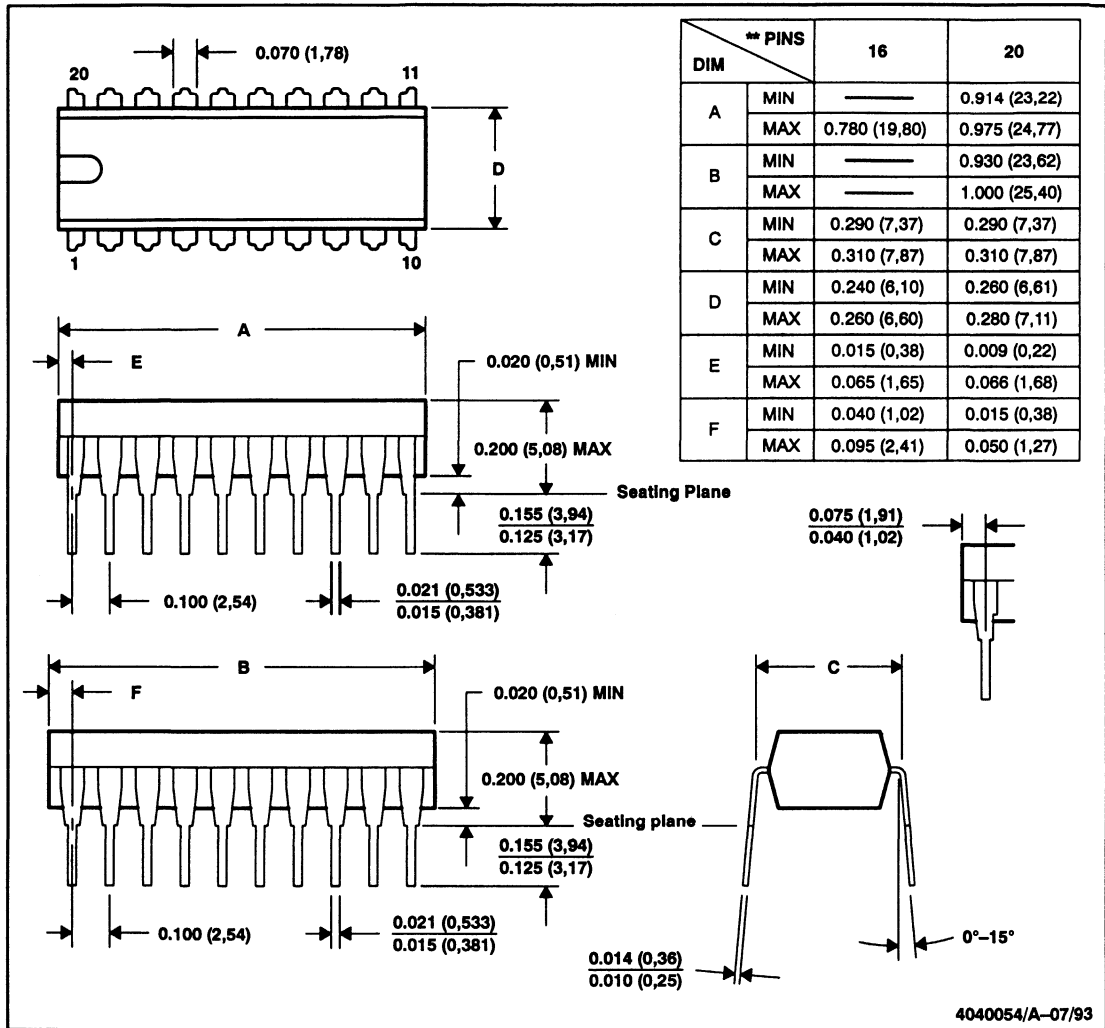 0.070 (1,78)
20
11
D
1
10
** PINS
DIM
16
20
A
MIN
———
0.914 (23,22)
MAX
0.780 (19,80)
0.975 (24,77)
B
MIN
———
0.930 (23,62)
MAX
———
1.000 (25,40)
C
MIN
0.290 (7,37)
0.290 (7,37)
MAX
0.310 (7,87)
0.310 (7,87)
D
MIN
0.240 (6,10)
0.260 (6,61)
MAX
0.260 (6,60)
0.280 (7,11)
E
MIN
0.015 (0,38)
0.009 (0,22)
MAX
0.065 (1,65)
0.066 (1,68)
F
MIN
0.040 (1,02)
0.015 (0,38)
MAX
0.095 (2,41)
0.050 (1,27)
A
E
0.020 (0,51) MIN
0.200 (5,08) MAX
Seating Plane
0.155 (3,94)
0.125 (3,17)
0.100 (2,54)
0.021 (0,533)
0.015 (0,381)
0.075 (1,91)
0.040 (1,02)
B
F
0.020 (0,51) MIN
0.200 (5,08) MAX
Seating plane
0.155 (3,94)
0.125 (3,17)
0.100 (2,54)
0.021 (0,533)
0.015 (0,381)
C
0.014 (0,36)
0.010 (0,25)
0°–15°
4040054/A–07/93